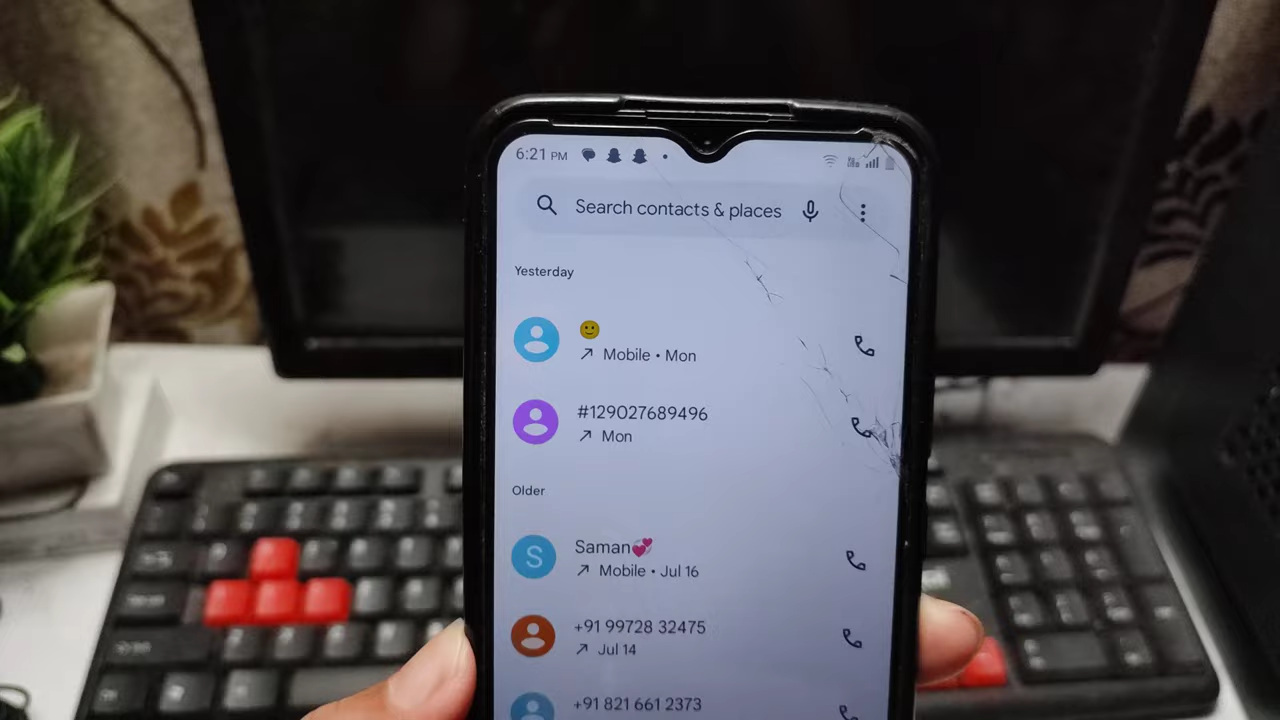 6:21 PM
Search contacts & places
Yesterday
🙂
Mobile • Mon
#129027689496
Mon
Older
S
Saman💞
Mobile • Jul 16
+91 99728 32475
Jul 14
+91 821 661 2373